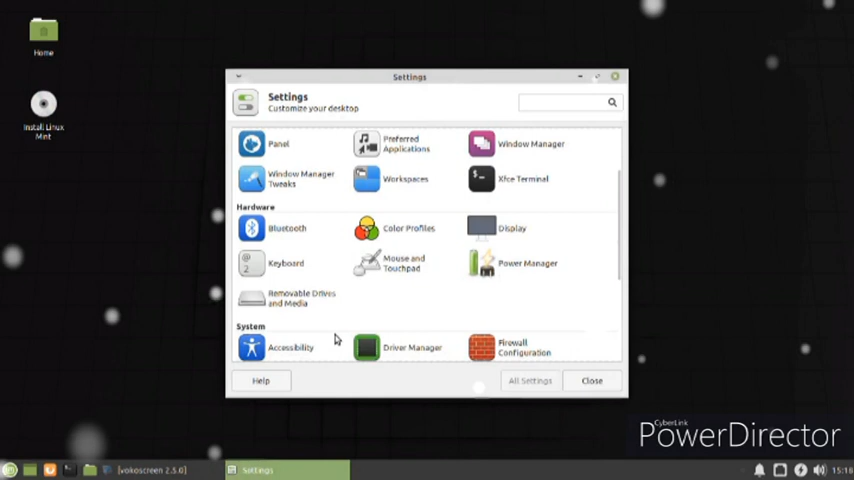 Home
Install Linux
Mint
Settings
Settings
Customize your desktop
Panel
Preferred
Applications
Window Manager
Window Manager
Tweaks
Workspaces
Xfce Terminal
Hardware
Bluetooth
Color Profiles
Display
Keyboard
Mouse and
Touchpad
Power Manager
Removable Drives
and Media
System
Accessibility
Driver Manager
Firewall
Configuration
Help
All Settings
Close
CyberLink
PowerDirector
[vokoscreen 2.5.0]
Settings
15:18